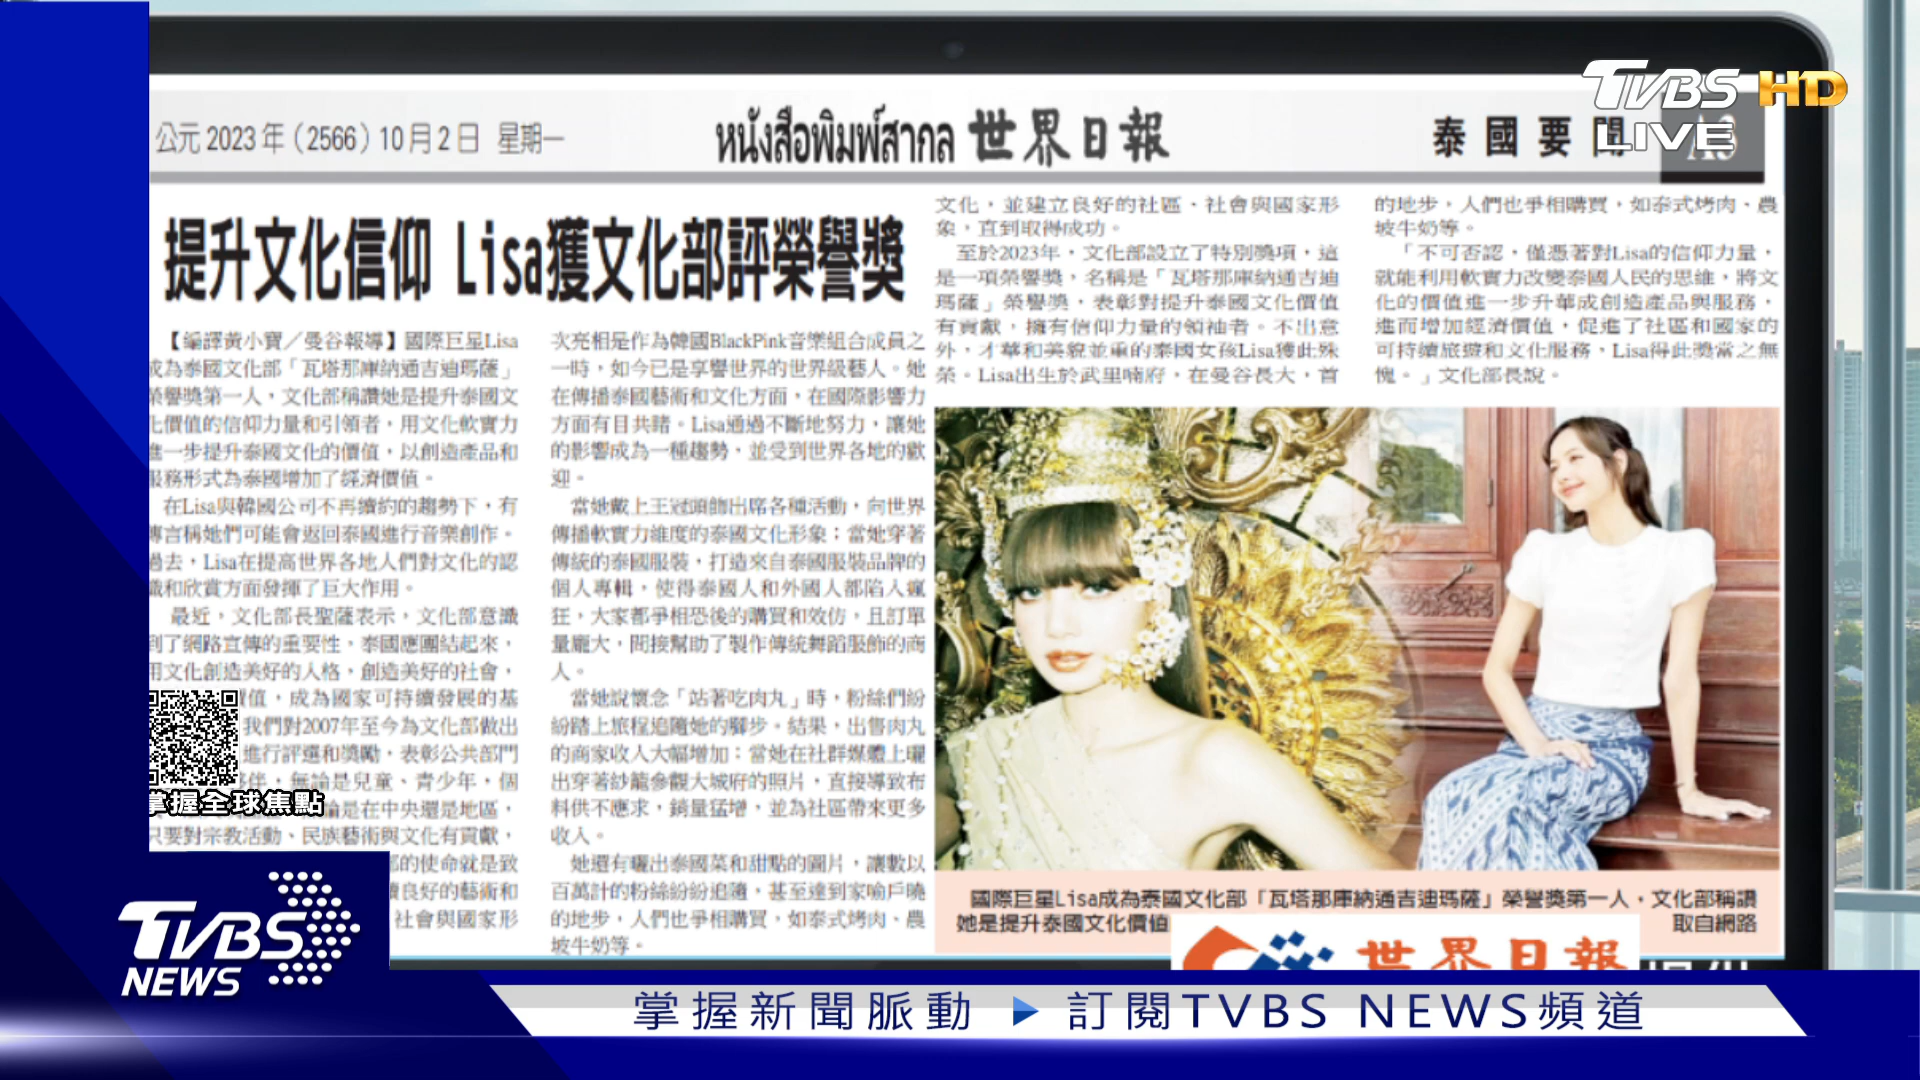 公元 2023 年 ( 2566 ) 10 月 2 日 星期一
หนังสือพิมพ์สากล 世界日報
泰國要聞 A3
TVBS HD
LIVE
提升文化信仰 Lisa獲文化部評榮譽獎
【編譯黃小寶／曼谷報導】國際巨星Lisa
成為泰國文化部「瓦塔那庫納通吉迪瑪薩」
榮譽獎第一人，文化部稱讚她是提升泰國文
化價值的信仰力量和引領者，用文化軟實力
進一步提升泰國文化的價值，以創造產品和
服務形式為泰國增加了經濟價值。
在Lisa與韓國公司不再續約的趨勢下，有
傳言稱她們可能會返回泰國進行音樂創作。
過去，Lisa在提高世界各地人們對文化的認
識和欣賞方面發揮了巨大作用。
最近，文化部長聖薩表示，文化部意識
到了網路宣傳的重要性，泰國應團結起來，
用文化創造美好的人格，創造美好的社會，
價值，成為國家可持續發展的基
我們對2007年至今為文化部做出
進行評選和獎勵，表彰公共部門
夥伴，無論是兒童、青少年，個
論是在中央還是地區，
只要對宗教活動、民族藝術與文化有貢獻，
部的使命就是致
續良好的藝術和
社會與國家形
次亮相是作為韓國BlackPink音樂組合成員之
一時，如今已是享譽世界的世界級藝人。她
在傳播泰國藝術和文化方面，在國際影響力
方面有目共睹。Lisa通過不斷地努力，讓她
的影響成為一種趨勢，並受到世界各地的歡
迎。
當她戴上王冠頭飾出席各種活動，向世界
傳播軟實力維度的泰國文化形象；當她穿著
傳統的泰國服裝，打造來自泰國服裝品牌的
個人專輯，使得泰國人和外國人都陷入瘋
狂，大家都爭相恐後的購買和效仿，且訂單
量龐大，間接幫助了製作傳統舞蹈服飾的商
人。
當她說懷念「站著吃肉丸」時，粉絲們紛
紛踏上旅程追隨她的腳步。結果，出售肉丸
的商家收入大幅增加；當她在社群媒體上曬
出穿著紗籠參觀大城府的照片，直接導致布
料供不應求，銷量猛增，並為社區帶來更多
收入。
她還有曬出泰國菜和甜點的圖片，讓數以
百萬計的粉絲紛紛追隨，甚至達到家喻戶曉
的地步，人們也爭相購買，如泰式烤肉、農
坡牛奶等。
文化，並建立良好的社區、社會與國家形
象，直到取得成功。
至於2023年，文化部設立了特別獎項，這
是一項榮譽獎，名稱是「瓦塔那庫納通吉迪
瑪薩」榮譽獎，表彰對提升泰國文化價值
有貢獻，擁有信仰力量的領袖者。不出意
外，才華和美貌並重的泰國女孩Lisa獲此殊
榮。Lisa出生於武里喃府，在曼谷長大，首
的地步，人們也爭相購買，如泰式烤肉、農
坡牛奶等。
「不可否認，僅憑著對Lisa的信仰力量，
就能利用軟實力改變泰國人民的思維，將文
化的價值進一步升華成創造產品與服務，
進而增加經濟價值，促進了社區和國家的
可持續旅遊和文化服務，Lisa得此獎當之無
愧。」文化部長說。
國際巨星Lisa成為泰國文化部「瓦塔那庫納通吉迪瑪薩」榮譽獎第一人，文化部稱讚
她是提升泰國文化價值
取自網路
世界日報
掌握全球焦點
TVBS
NEWS
掌握新聞脈動 ▶ 訂閱TVBS NEWS頻道